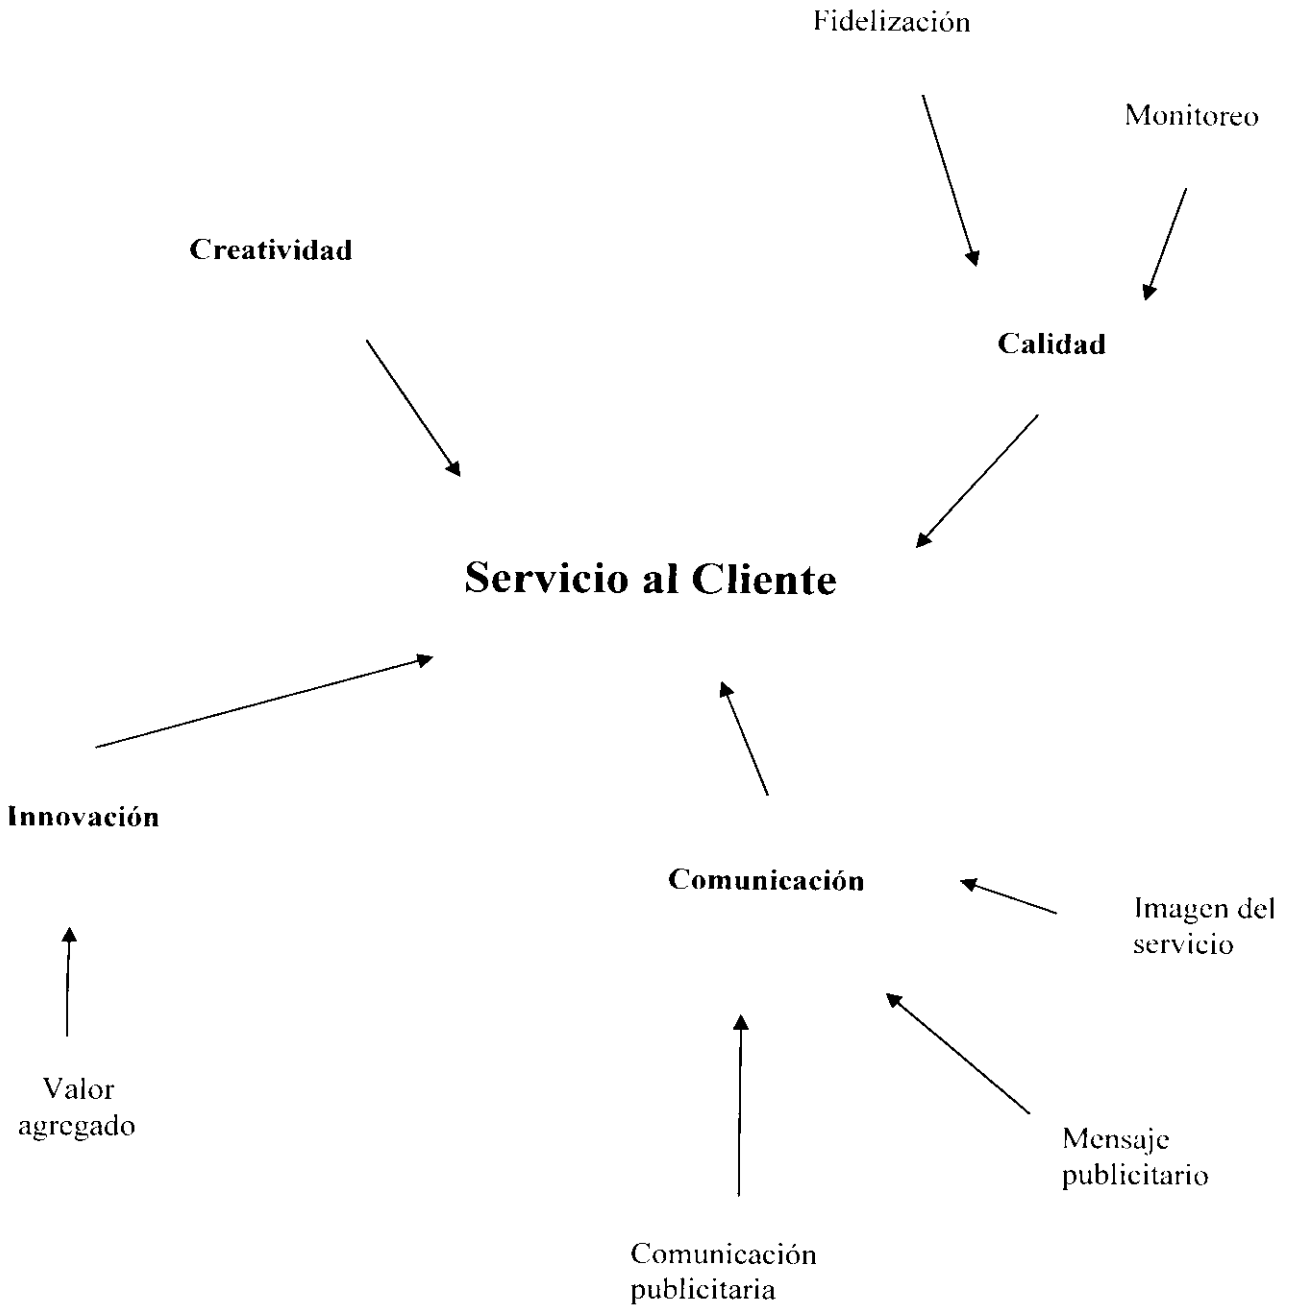 Fidelización
Monitoreo
Creatividad
Calidad
Servicio al Cliente
Innovación
Comunicación
Imagen del
servicio
Valor
agregado
Mensaje
publicitario
Comunicación
publicitaria